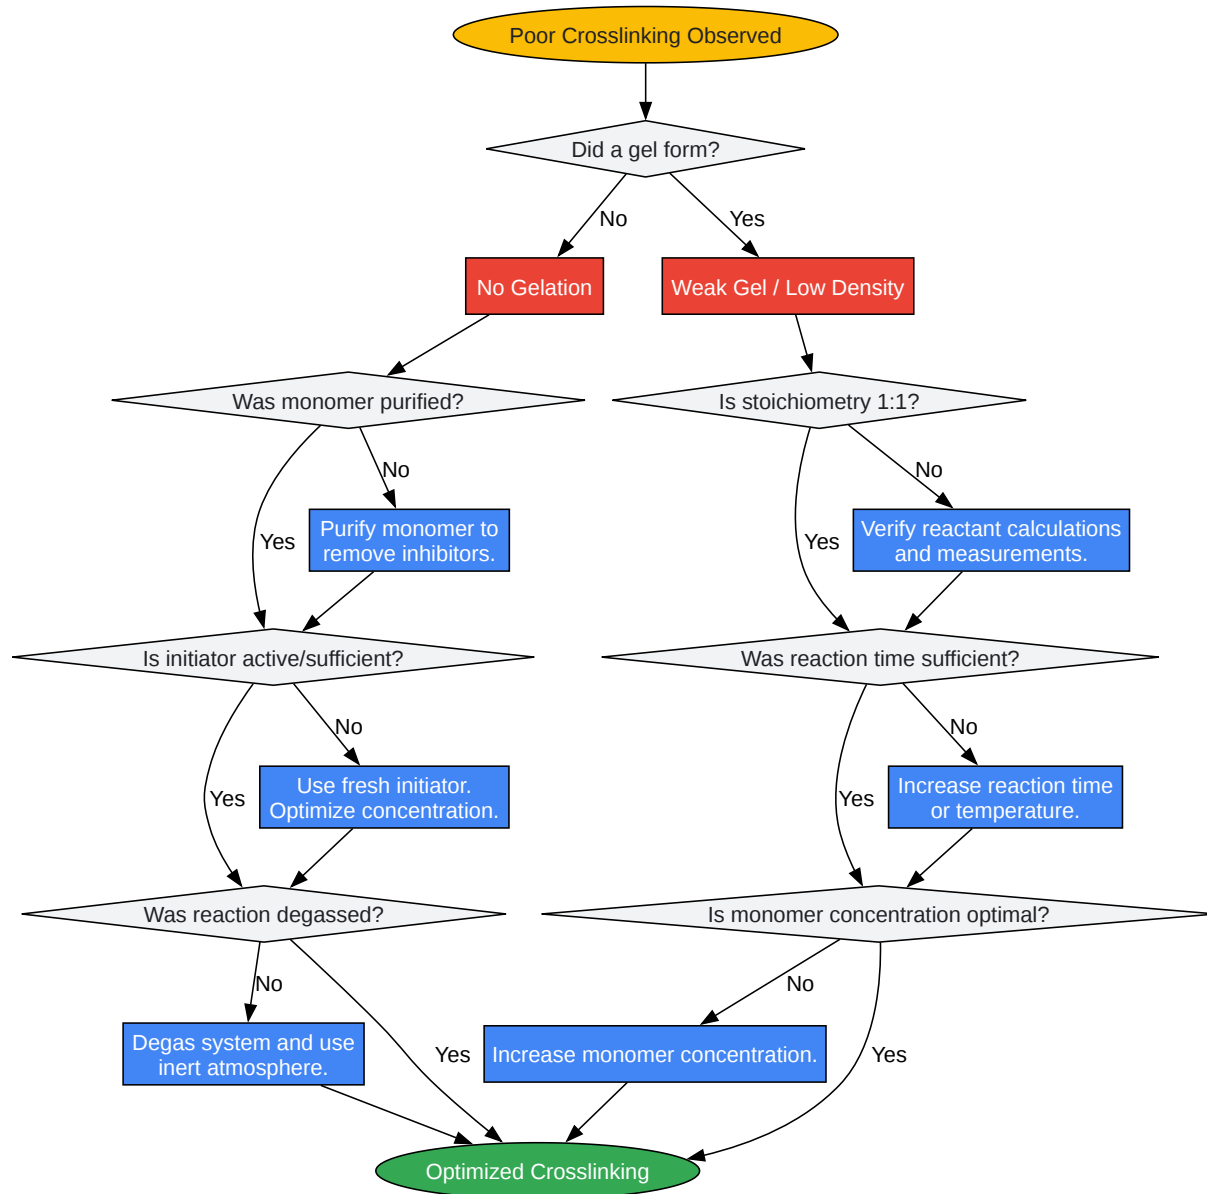 Poor Crosslinking Observed
Did a gel form?
No
Yes
No Gelation
Weak Gel / Low Density
Was monomer purified?
Is stoichiometry 1:1?
No
No
Purify monomer to
remove inhibitors.
Verify reactant calculations
and measurements.
Yes
Yes
Is initiator active/sufficient?
Was reaction time sufficient?
No
No
Use fresh initiator.
Optimize concentration.
Increase reaction time
or temperature.
Yes
Yes
Was reaction degassed?
Is monomer concentration optimal?
No
No
Degas system and use
inert atmosphere.
Yes
Increase monomer concentration.
Yes
Optimized Crosslinking